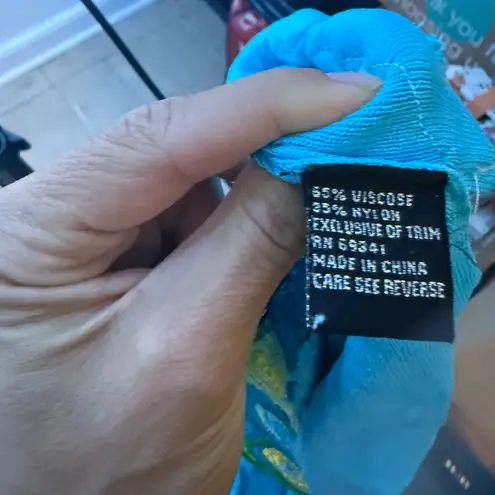 65% VISCOSE
35% NYLON
EXCLUSIVE OF TRIM
RN 69341
MADE IN CHINA
CARE SEE REVERSE